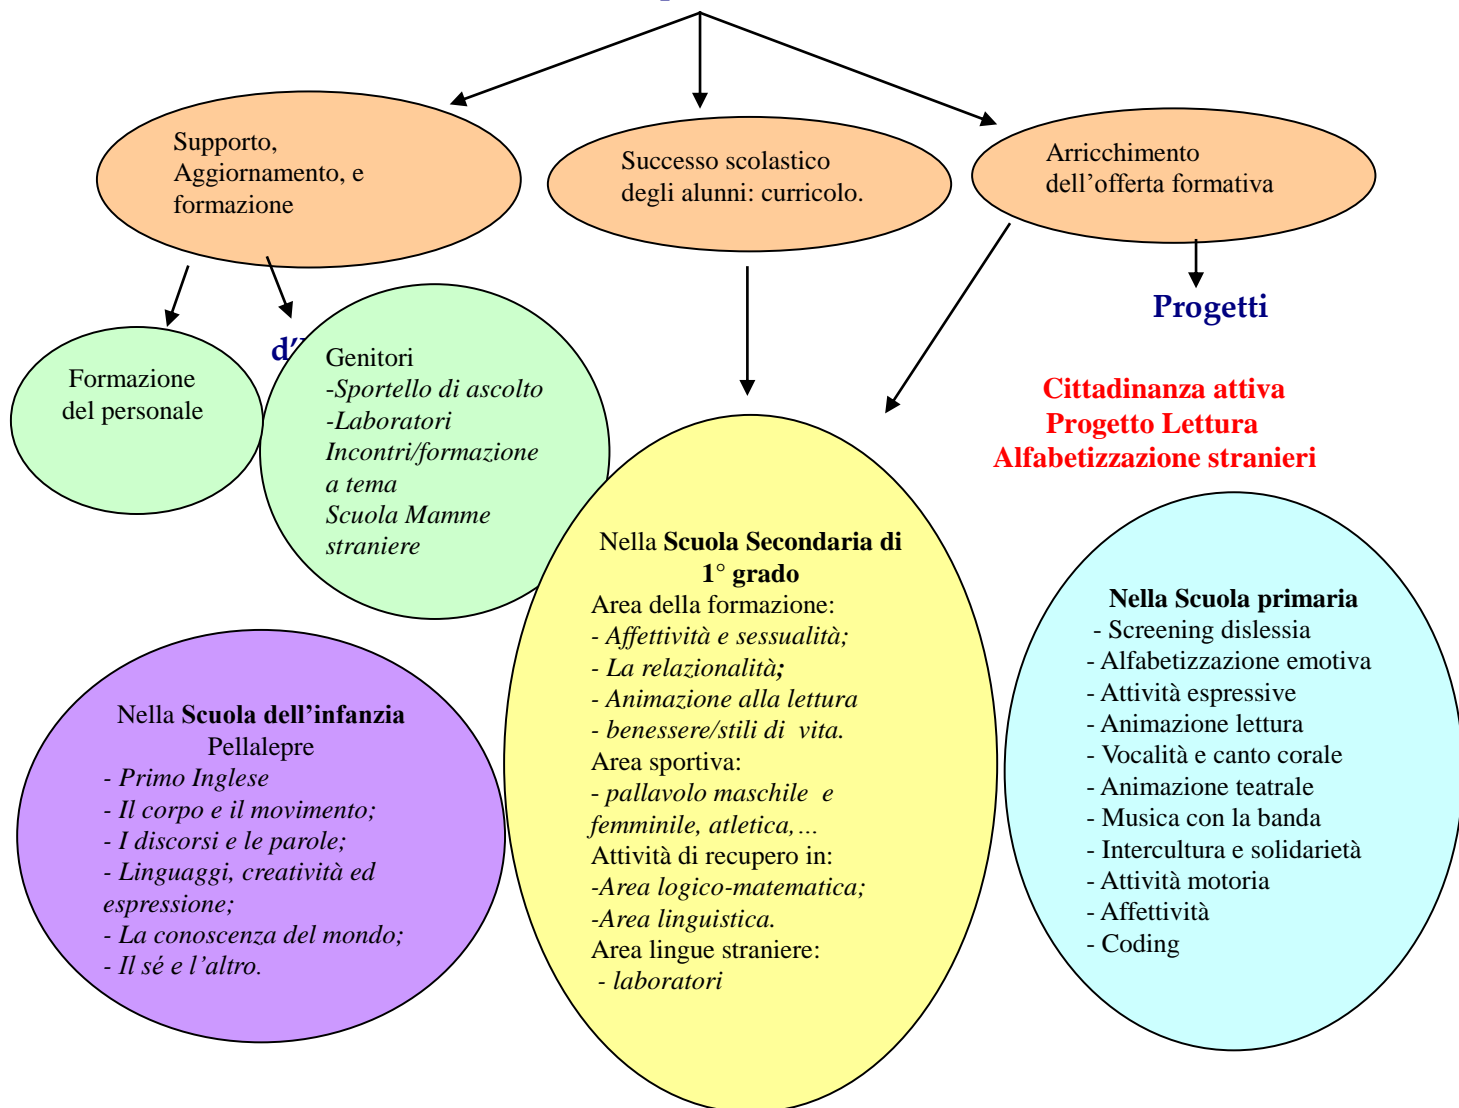 Supporto,
Aggiornamento, e
formazione
Successo scolastico
degli alunni: curricolo.
Arricchimento
dell’offerta formativa
Progetti
Cittadinanza attiva
Progetto Lettura
Alfabetizzazione stranieri
Formazione
del personale
Genitori
-Sportello di ascolto
-Laboratori
Incontri/formazione
a tema
Scuola Mamme
straniere
Nella Scuola dell’infanzia
Pellalepre
- Primo Inglese
- Il corpo e il movimento;
- I discorsi e le parole;
- Linguaggi, creatività ed
espressione;
- La conoscenza del mondo;
- Il sé e l’altro.
Nella Scuola Secondaria di
1° grado
Area della formazione:
- Affettività e sessualità;
- La relazionalità;
- Animazione alla lettura
- benessere/stili di  vita.
Area sportiva:
- pallavolo maschile  e
femminile, atletica,…
Attività di recupero in:
-Area logico-matematica;
-Area linguistica.
Area lingue straniere:
- laboratori
Nella Scuola primaria
- Screening dislessia
- Alfabetizzazione emotiva
- Attività espressive
- Animazione lettura
- Vocalità e canto corale
- Animazione teatrale
- Musica con la banda
- Intercultura e solidarietà
- Attività motoria
- Affettività
- Coding